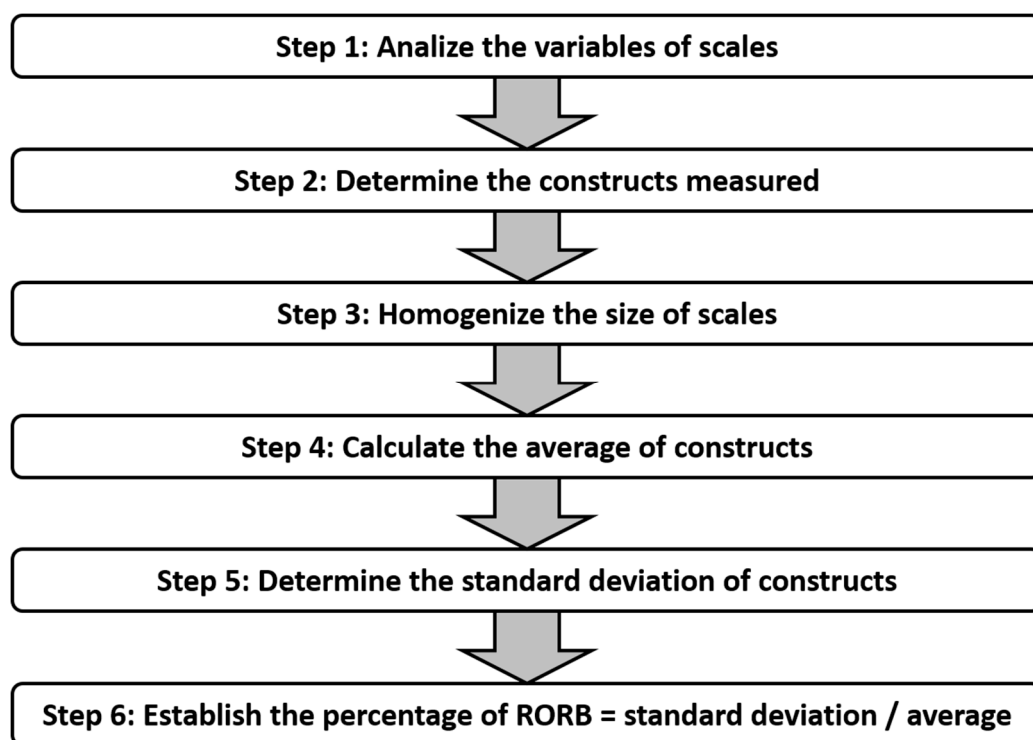 Step 1: Analize the variables of scales
Step 2: Determine the constructs measured
Step 3: Homogenize the size of scales
Step 4: Calculate the average of constructs
Step 5: Determine the standard deviation of constructs
Step 6: Establish the percentage of RORB = standard deviation / average